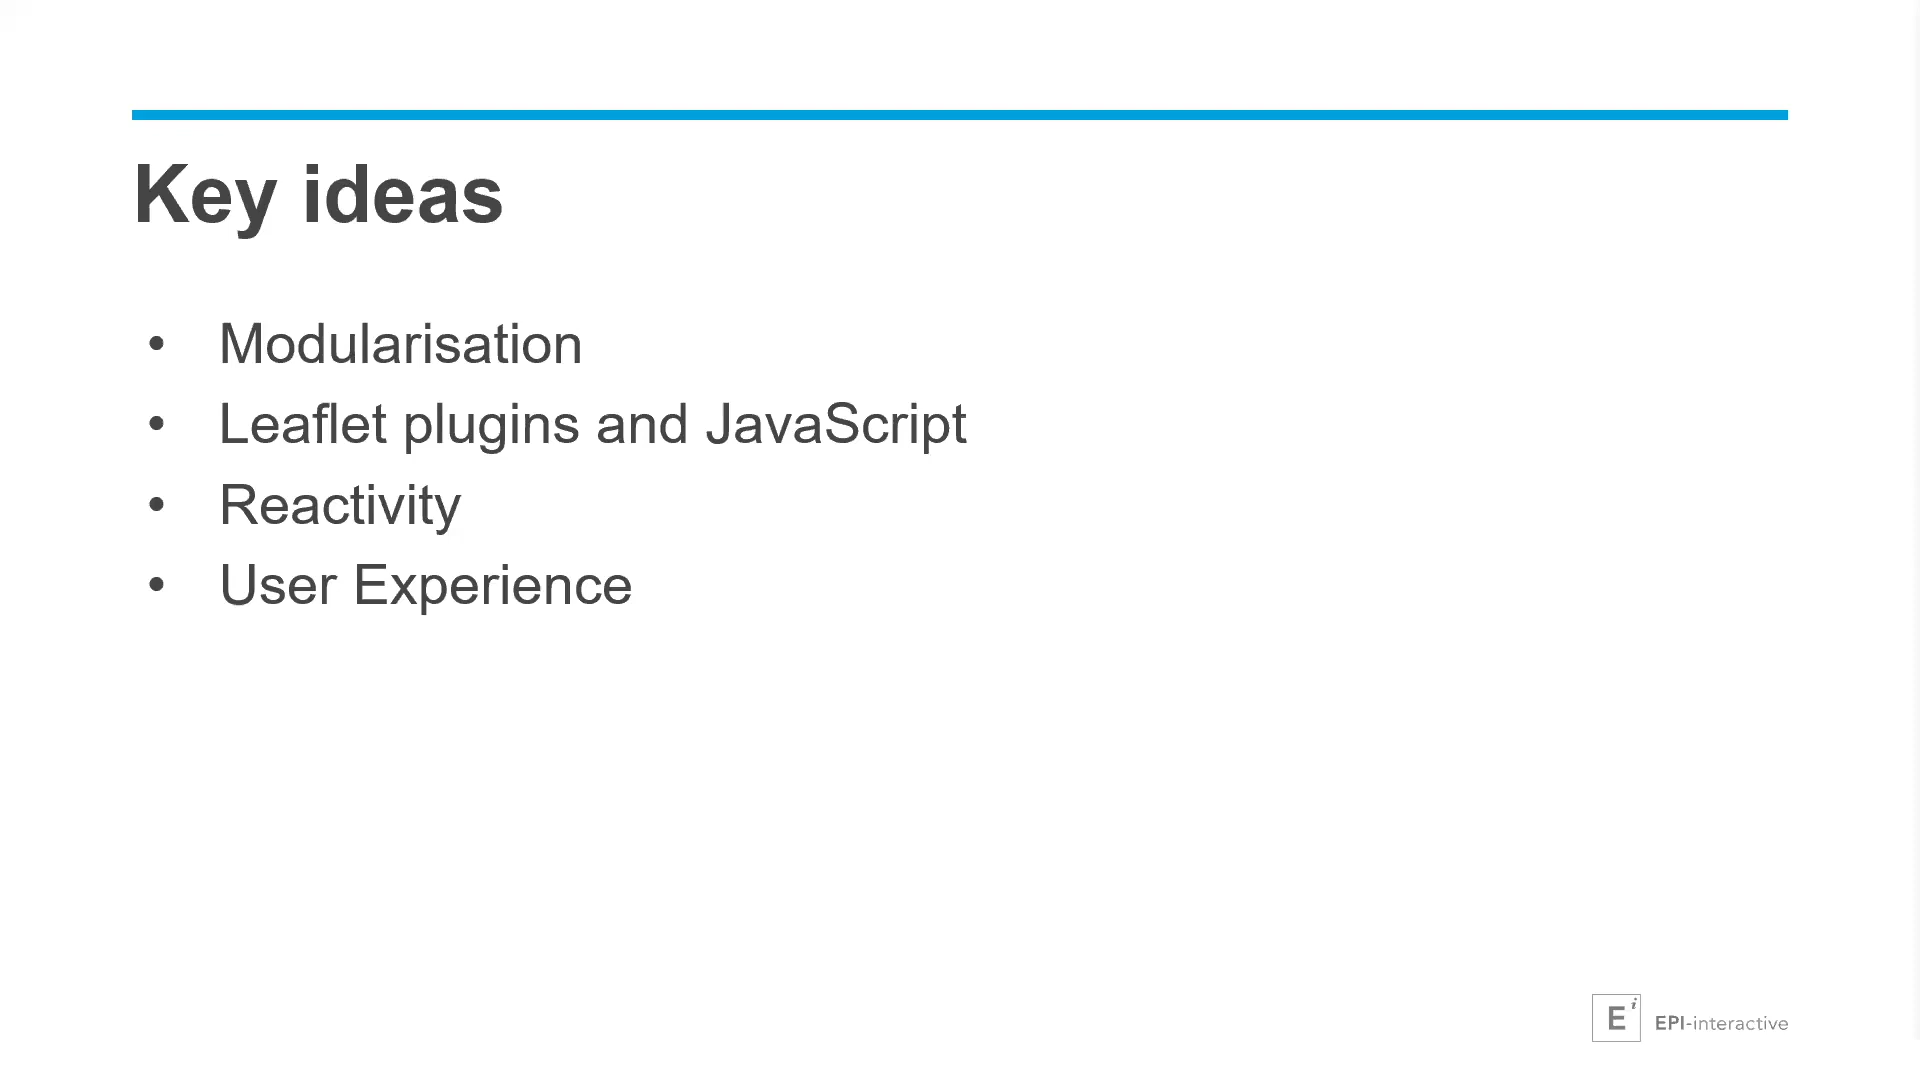 Key ideas
• Modularisation
• Leaflet plugins and JavaScript
• Reactivity
• User Experience
E i EPI-interactive